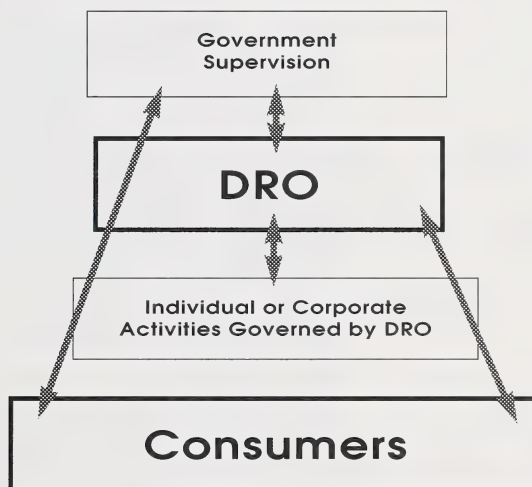 Government
Supervision
DRO
Individual or Corporate
Activities Governed by DRO
Consumers